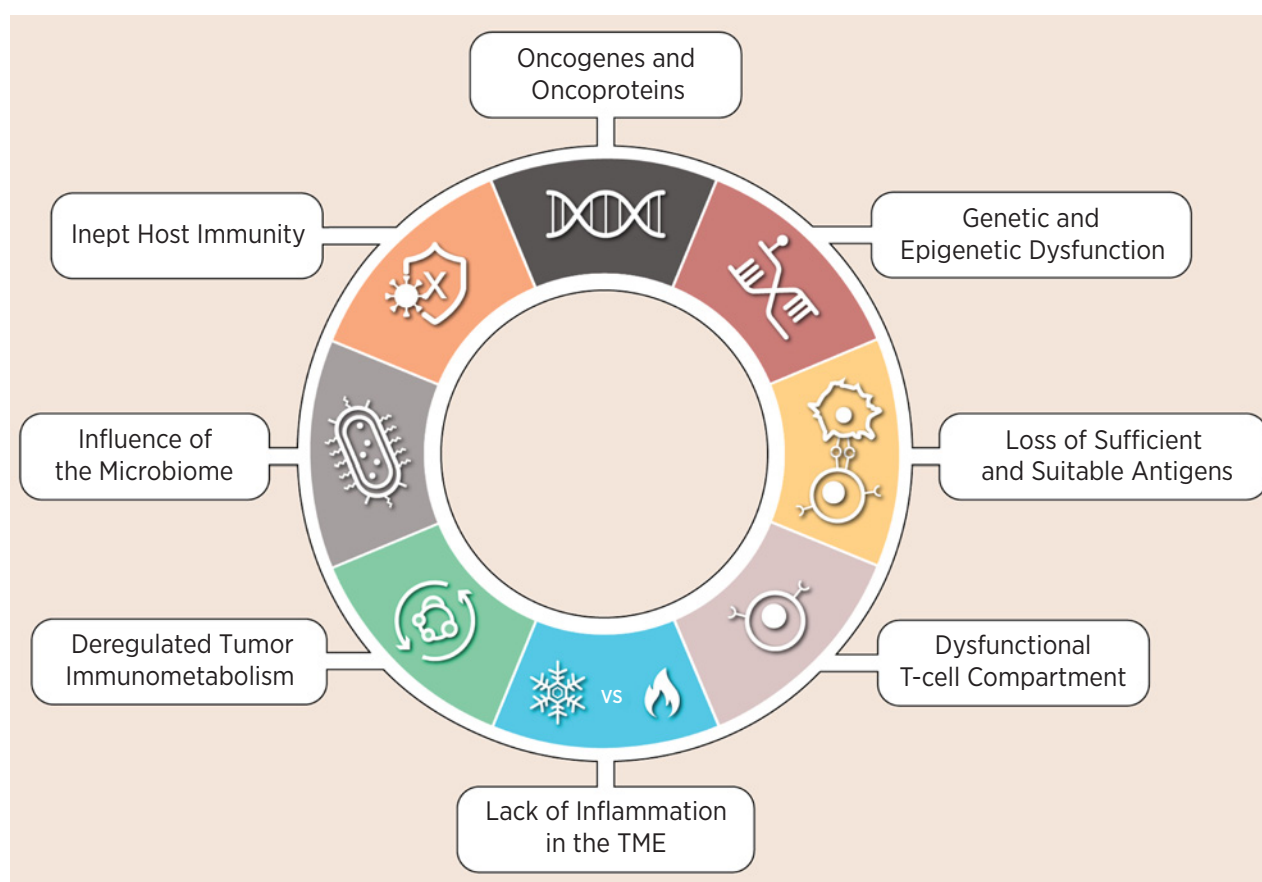 Oncogenes and
Oncoproteins
Genetic and
Epigenetic Dysfunction
Loss of Sufficient
and Suitable Antigens
Dysfunctional
T-cell Compartment
Lack of Inflammation
in the TME
Deregulated Tumor
Immunometabolism
Influence of
the Microbiome
Inept Host Immunity
X
vs